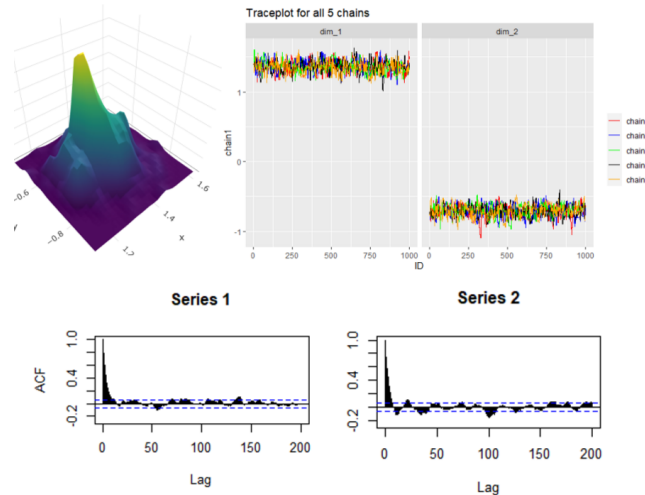 Traceplot for all 5 chains
dim_1
dim_2
chain1
1
0
-1
0
250
500
750
1000
0
250
500
750
1000
ID
chain
chain
chain
chain
chain
-0.6
-0.8
y
1.2
1.4
1.6
x
Series 1
ACF
1.0
0.4
-0.2
0
50
100
150
200
Lag
Series 2
1.0
0.4
-0.2
0
50
100
150
200
Lag